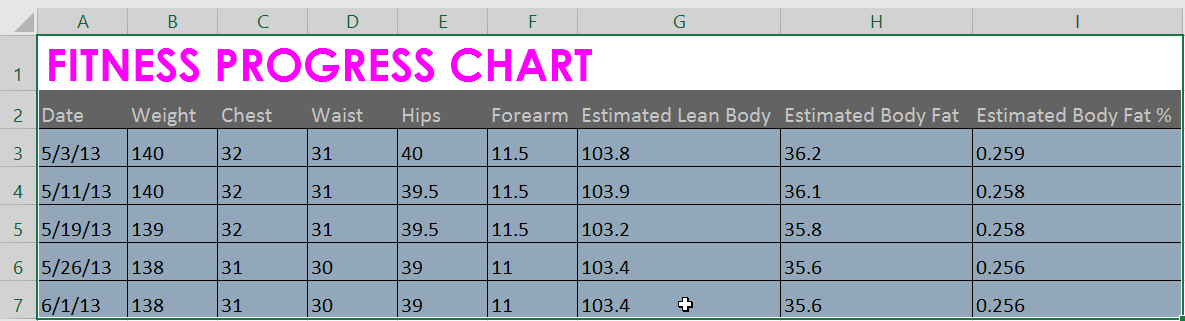 A B C D E F G H I
1 FITNESS PROGRESS CHART
2 Date Weight Chest Waist Hips Forearm Estimated Lean Body Estimated Body Fat Estimated Body Fat %
3 5/3/13 140 32 31 40 11.5 103.8 36.2 0.259
4 5/11/13 140 32 31 39.5 11.5 103.9 36.1 0.258
5 5/19/13 139 32 31 39.5 11.5 103.2 35.8 0.258
6 5/26/13 138 31 30 39 11 103.4 35.6 0.256
7 6/1/13 138 31 30 39 11 103.4 35.6 0.256